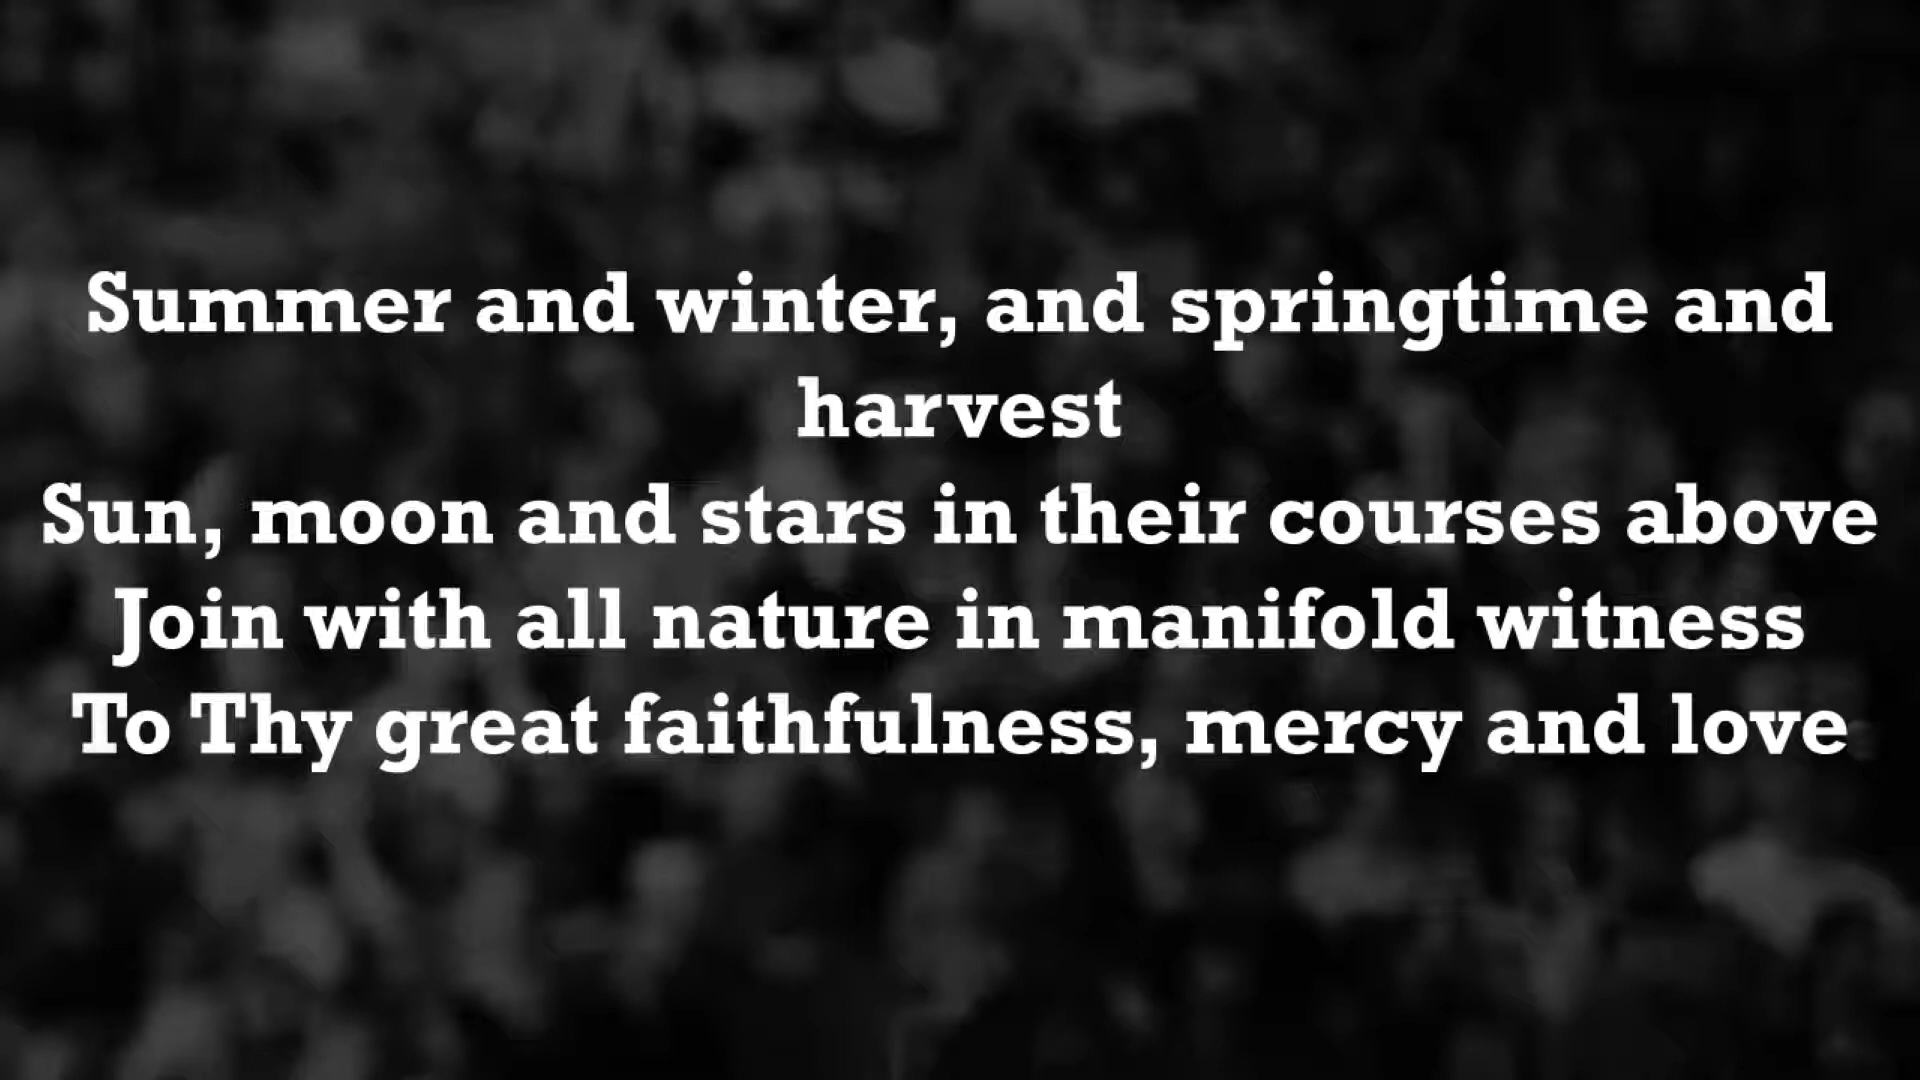 Summer and winter, and springtime and
harvest
Sun, moon and stars in their courses above
Join with all nature in manifold witness
To Thy great faithfulness, mercy and love